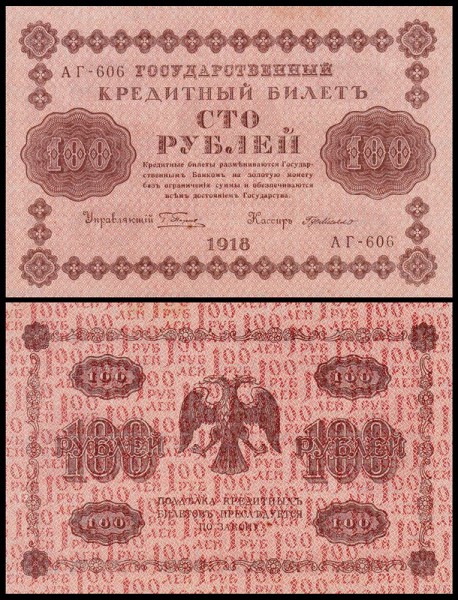 АГ-606 ГОСУДАРСТВЕННЫЙ
КРЕДИТНЫЙ БИЛЕТЪ
СТО
РУБЛЕЙ
100 100
Кредитные билеты размѣниваются Государ-
ственнымъ Банкомъ на золотую монету
безъ ограниченія суммы и обезпечиваются
всѣмъ достояніемъ Государства.
Управляющій Кассиръ
1918
АГ-606
100 РУБЛЕЙ
100 100
100 100
ПОДДѢЛКА КРЕДИТНЫХЪ
БИЛЕТОВЪ ПРЕСЛѢДУЕТСЯ
ПО ЗАКОНУ.
100 100